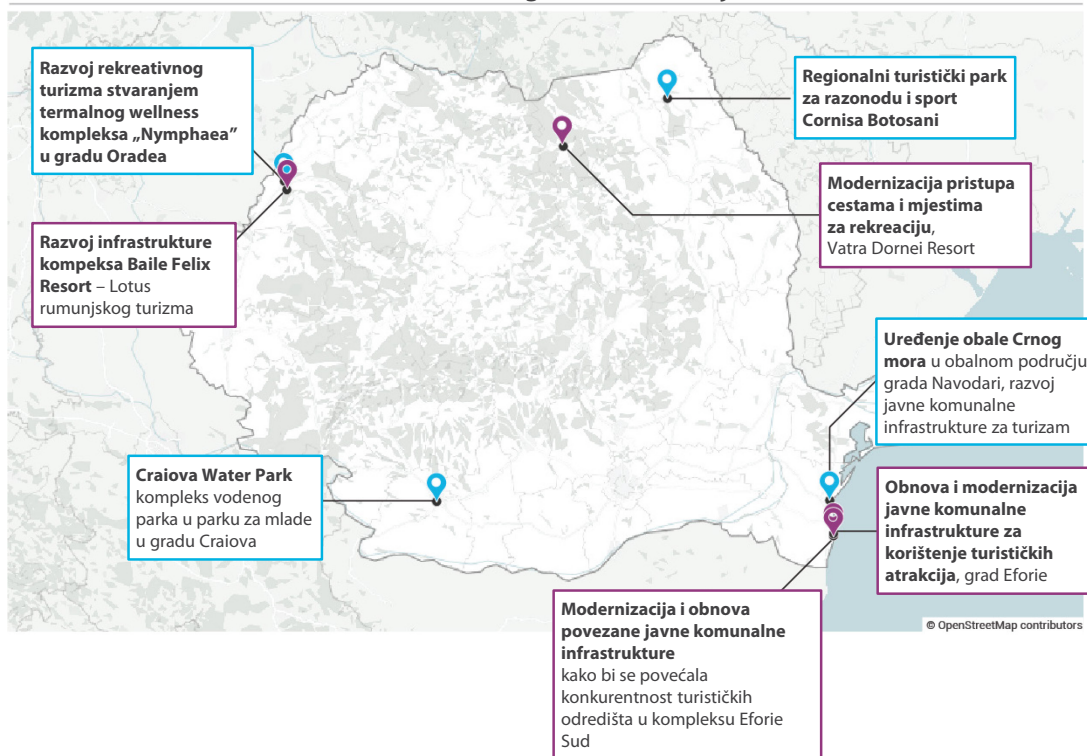 Razvoj rekreativnog
turizma stvaranjem
termalnog wellness
kompleksa „Nymphaea”
u gradu Oradea
Razvoj infrastrukture
kompeksa Baile Felix
Resort – Lotus
rumunjskog turizma
Craiova Water Park
kompleks vodenog
parka u parku za mlade
u gradu Craiova
Regionalni turistički park
za razonodu i sport
Cornisa Botosani
Modernizacija pristupa
cestama i mjestima
za rekreaciju,
Vatra Dornei Resort
Uređenje obale Crnog
mora u obalnom području
grada Navodari, razvoj
javne komunalne
infrastrukture za turizam
Obnova i modernizacija
javne komunalne
infrastrukture za
korištenje turističkih
atrakcija, grad Eforie
Modernizacija i obnova
povezane javne komunalne
infrastrukture
kako bi se povećala
konkurentnost turističkih
odredišta u kompleksu Eforie
Sud
© OpenStreetMap contributors